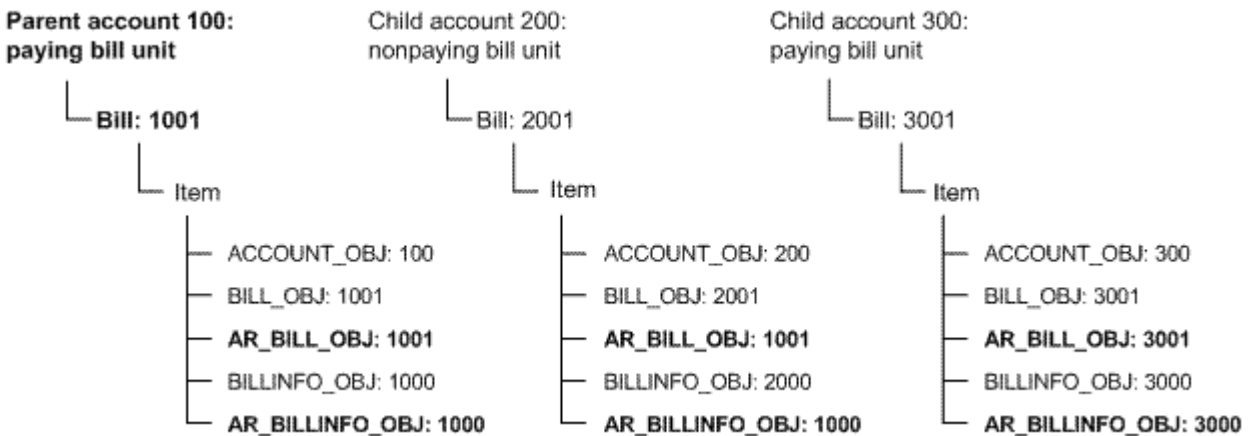 Parent account 100:
paying bill unit
Bill: 1001
Item
ACCOUNT_OBJ: 100
BILL_OBJ: 1001
AR_BILL_OBJ: 1001
BILLINFO_OBJ: 1000
AR_BILLINFO_OBJ: 1000
Child account 200:
nonpaying bill unit
Bill: 2001
Item
ACCOUNT_OBJ: 200
BILL_OBJ: 2001
AR_BILL_OBJ: 1001
BILLINFO_OBJ: 2000
AR_BILLINFO_OBJ: 1000
Child account 300:
paying bill unit
Bill: 3001
Item
ACCOUNT_OBJ: 300
BILL_OBJ: 3001
AR_BILL_OBJ: 3001
BILLINFO_OBJ: 3000
AR_BILLINFO_OBJ: 3000